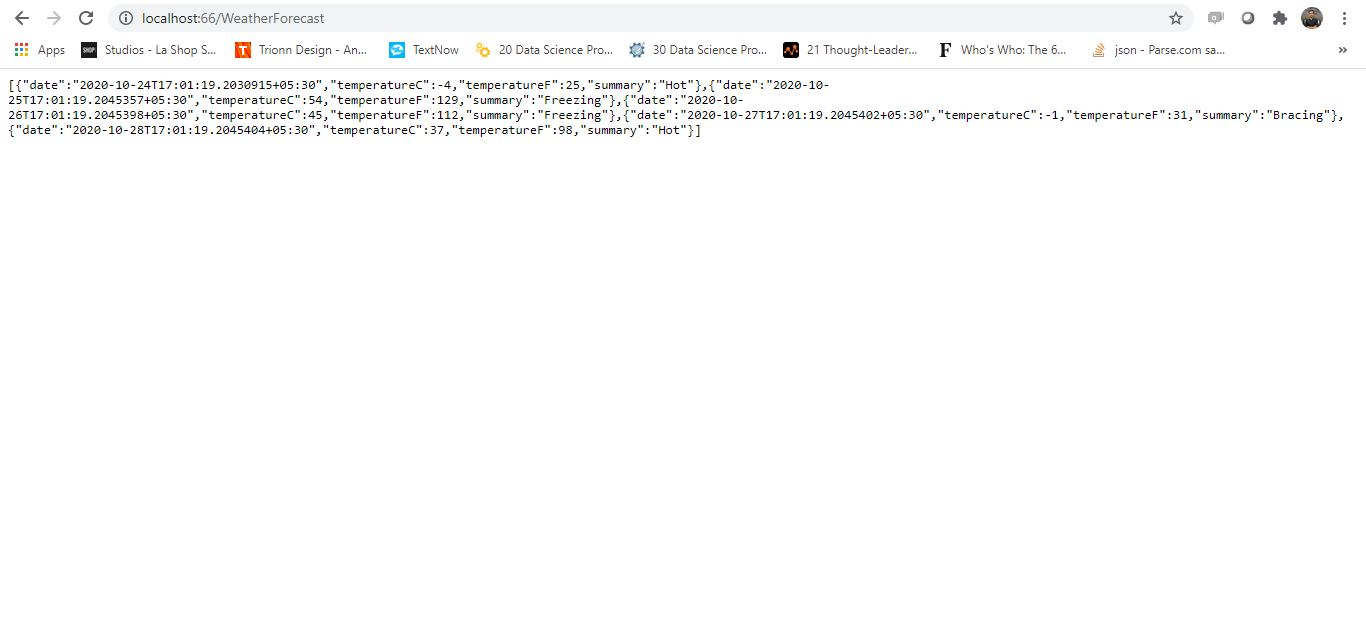 localhost:66/WeatherForecast
Apps SHOP Studios - La Shop S... T Trionn Design - An... TextNow 20 Data Science Pro... 30 Data Science Pro... 21 Thought-Leader... F Who's Who: The 6... json - Parse.com sa... »
[{"date":"2020-10-24T17:01:19.2030915+05:30","temperatureC":-4,"temperatureF":25,"summary":"Hot"},{"date":"2020-10-
25T17:01:19.2045357+05:30","temperatureC":54,"temperatureF":129,"summary":"Freezing"},{"date":"2020-10-
26T17:01:19.2045398+05:30","temperatureC":45,"temperatureF":112,"summary":"Freezing"},{"date":"2020-10-27T17:01:19.2045402+05:30","temperatureC":-1,"temperatureF":31,"summary":"Bracing"},
{"date":"2020-10-28T17:01:19.2045404+05:30","temperatureC":37,"temperatureF":98,"summary":"Hot"}]